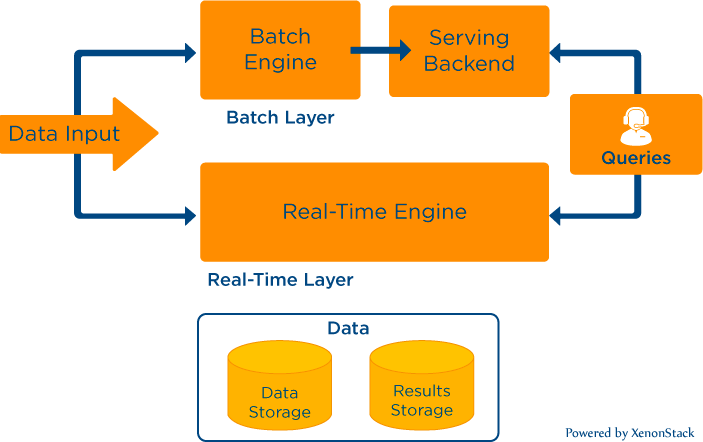 Batch
Engine
Serving
Backend
Batch Layer
Data Input
Queries
Real-Time Engine
Real-Time Layer
Data
Data
Storage
Results
Storage
Powered by XenonStack